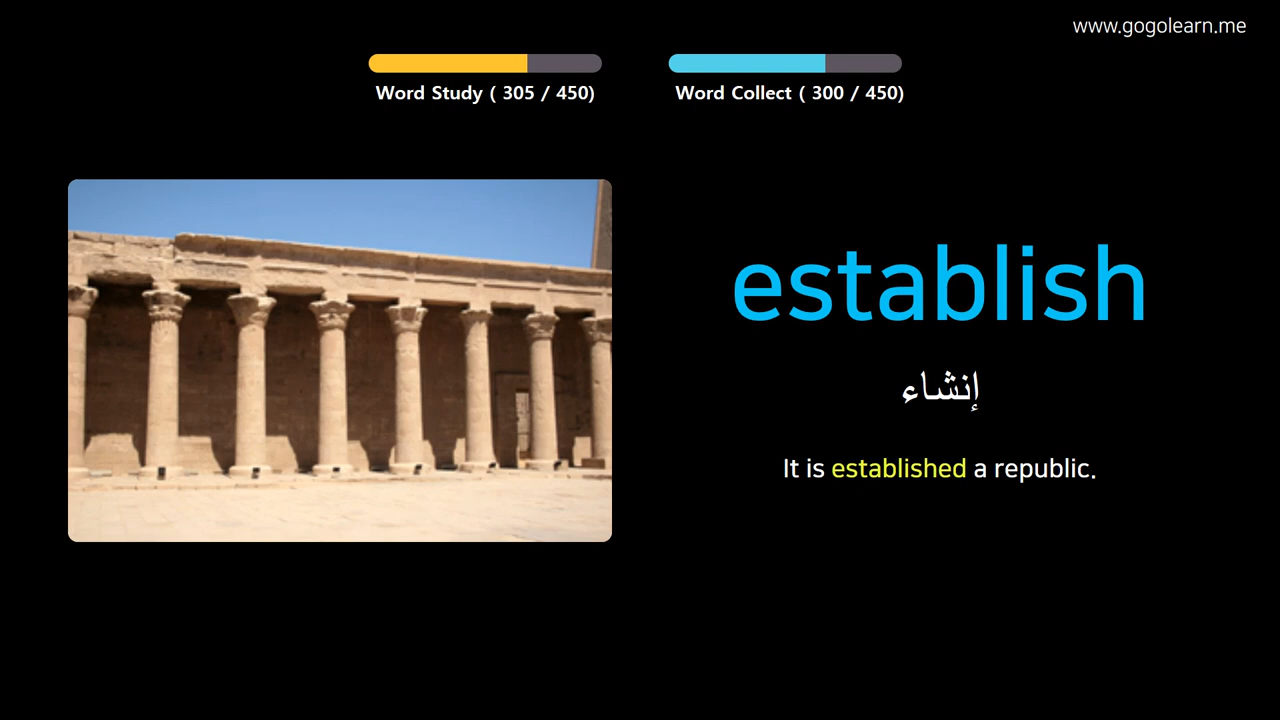 www.gogolearn.me
Word Study ( 305 / 450)
Word Collect ( 300 / 450)
establish
إنشاء
It is established a republic.